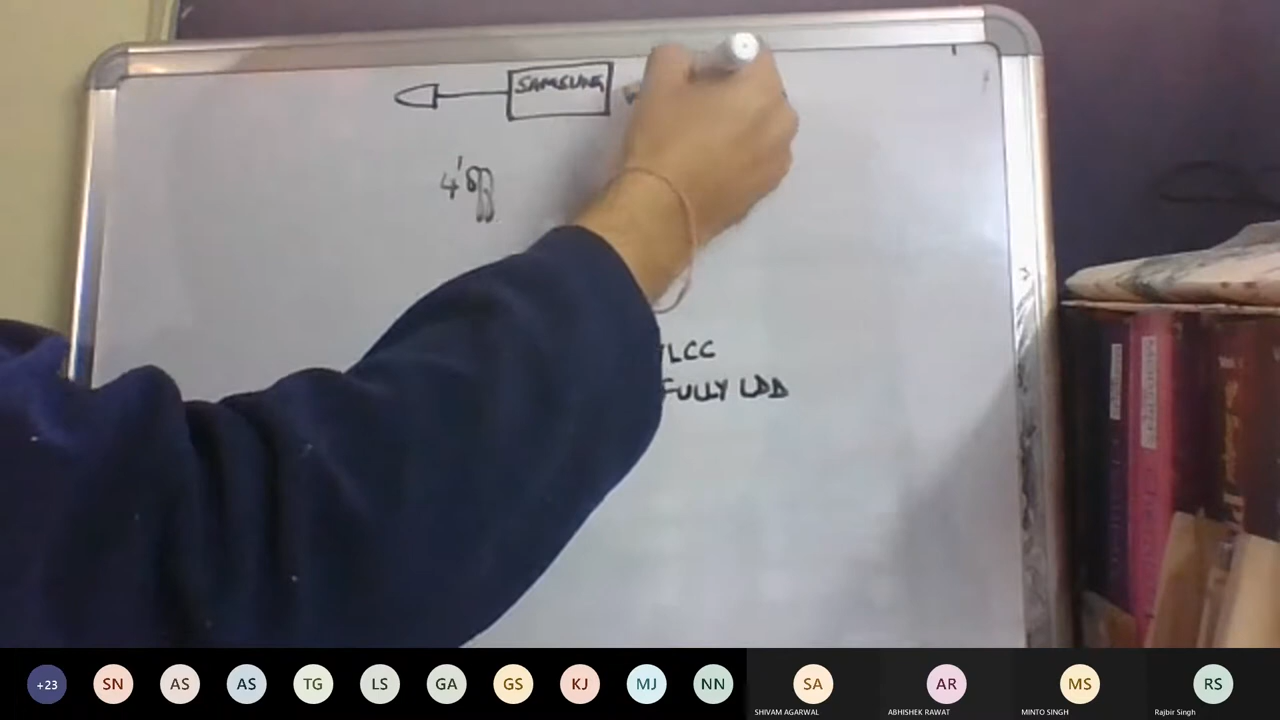 SAMSUNG
4'8
VLCC
FULLY LDD
+23
SN
AS
AS
TG
LS
GA
GS
KJ
MJ
NN
SA
SHIVAM AGARWAL
AR
ABHISHEK RAWAT
MS
MINTO SINGH
RS
Rajbir Singh